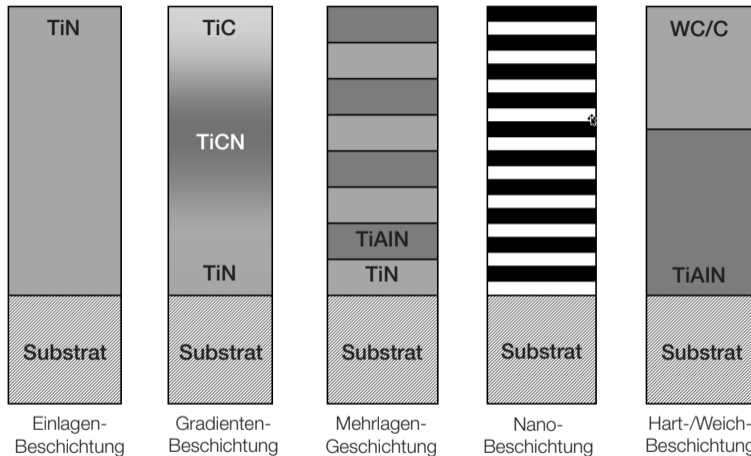 TiN
TiC
TiCN
TiN
TiAlN
TiN
WC/C
TiAlN
Substrat
Substrat
Substrat
Substrat
Substrat
Einlagen-
Beschichtung
Gradienten-
Beschichtung
Mehrlagen-
Geschichtung
Nano-
Beschichtung
Hart-/Weich-
Beschichtung